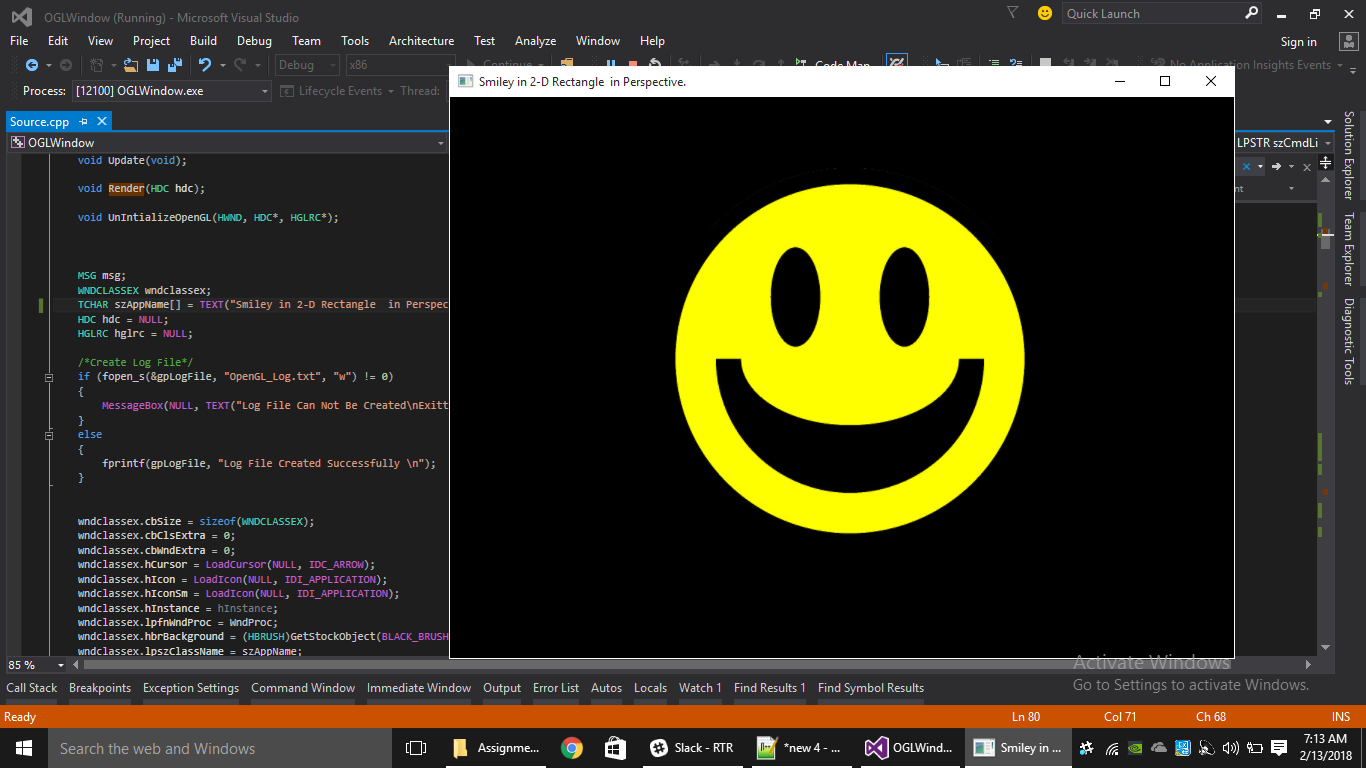 OGLWindow (Running) - Microsoft Visual Studio
Quick Launch
File Edit View Project Build Debug Team Tools Architecture Test Analyze Window Help
Sign in
Debug x86 Continue Code Map No Application Insights Events
Process: [12100] OGLWindow.exe Lifecycle Events Thread:
Smiley in 2-D Rectangle  in Perspective.
Source.cpp
OGLWindow
LPSTR szCmdLi
nt
void Update(void);
void Render(HDC hdc);
void UnIntializeOpenGL(HWND, HDC*, HGLRC*);
MSG msg;
WNDCLASSEX wndclassex;
TCHAR szAppName[] = TEXT("Smiley in 2-D Rectangle  in Perspec
HDC hdc = NULL;
HGLRC hglrc = NULL;
/*Create Log File*/
if (fopen_s(&gpLogFile, "OpenGL_Log.txt", "w") != 0)
{
MessageBox(NULL, TEXT("Log File Can Not Be Created\nExitt
}
else
{
fprintf(gpLogFile, "Log File Created Successfully \n");
}
wndclassex.cbSize = sizeof(WNDCLASSEX);
wndclassex.cbClsExtra = 0;
wndclassex.cbWndExtra = 0;
wndclassex.hCursor = LoadCursor(NULL, IDC_ARROW);
wndclassex.hIcon = LoadIcon(NULL, IDI_APPLICATION);
wndclassex.hIconSm = LoadIcon(NULL, IDI_APPLICATION);
wndclassex.hInstance = hInstance;
wndclassex.lpfnWndProc = WndProc;
wndclassex.hbrBackground = (HBRUSH)GetStockObject(BLACK_BRUSH
wndclassex.lpszClassName = szAppName;
Solution Explorer
Team Explorer
Diagnostic Tools
85 %
Activate Windows
Go to Settings to activate Windows.
Call Stack Breakpoints Exception Settings Command Window Immediate Window Output Error List Autos Locals Watch 1 Find Results 1 Find Symbol Results
Ready
Ln 80 Col 71 Ch 68 INS
Search the web and Windows
Assignme...
Slack - RTR
*new 4 - ...
OGLWind...
Smiley in ...
7:13 AM
2/13/2018